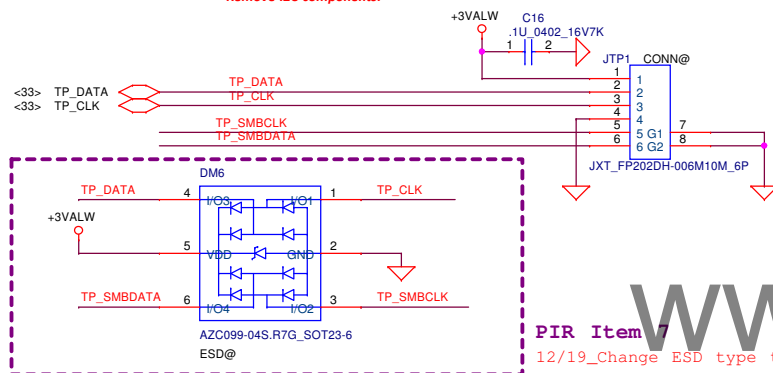 +3VALW
C16
.1U_0402_16V7K
1 2
JTP1 CONN@
<33> TP_DATA TP_DATA 1 1
2 2
<33> TP_CLK TP_CLK 3 3
4 4
TP_SMBCLK 5 5 G1 7
TP_SMBDATA 6 6 G2 8
JXT_FP202DH-006M10M_6P
DM6
TP_DATA 4 I/O3 I/O1 1 TP_CLK
+3VALW
5 VDD GND 2
TP_SMBDATA 6 I/O4 I/O2 3 TP_SMBCLK
AZC099-04S.R7G_SOT23-6
ESD@
PIR Item 7
12/19_Change ESD type